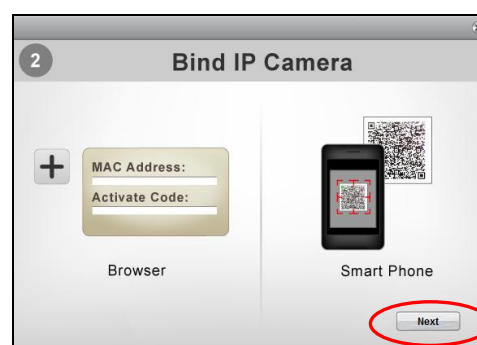 2
Bind IP Camera
MAC Address:
Activate Code:
Browser
Smart Phone
Next